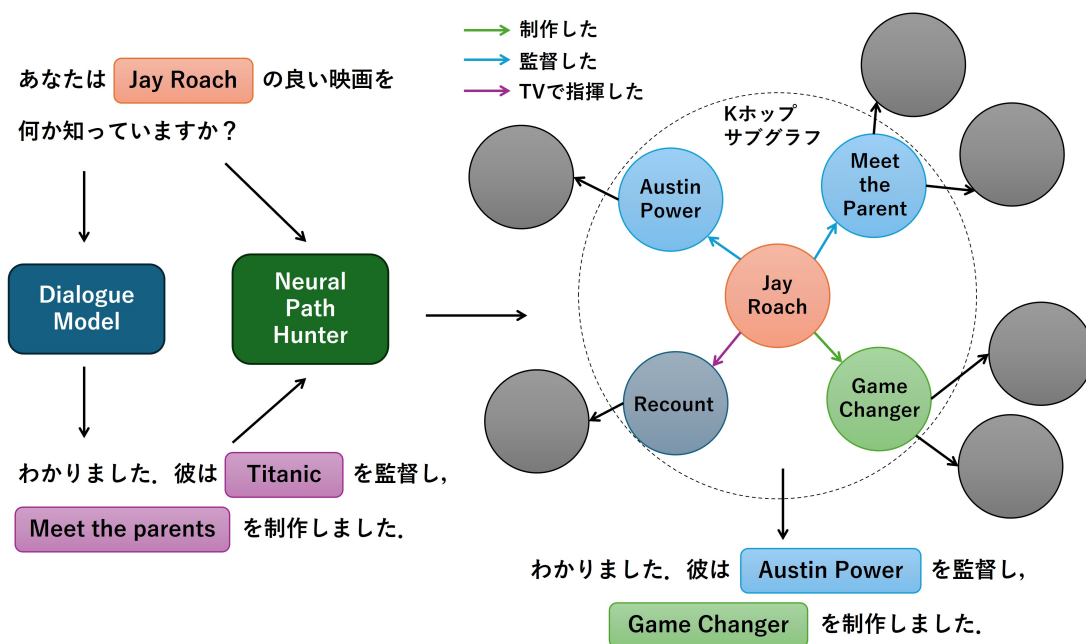 あなたは Jay Roach の良い映画を
何か知っていますか？
Dialogue
Model
Neural
Path
Hunter
わかりました．彼は Titanic を監督し，
Meet the parents を制作しました．
制作した
監督した
TVで指揮した
Kホップ
サブグラフ
Austin
Power
Meet
the
Parent
Jay
Roach
Recount
Game
Changer
わかりました．彼は Austin Power を監督し，
Game Changer を制作しました．